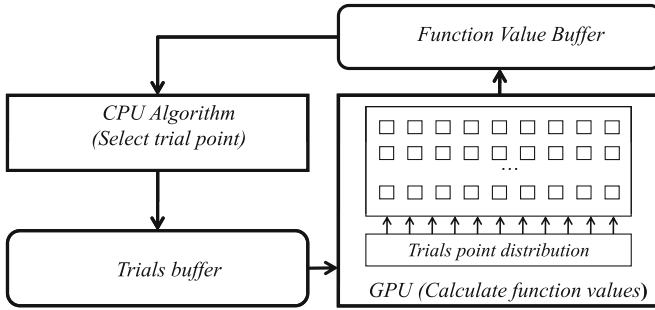 Function Value Buffer
CPU Algorithm
(Select trial point)
...
Trials point distribution
Trials buffer
GPU (Calculate function values)